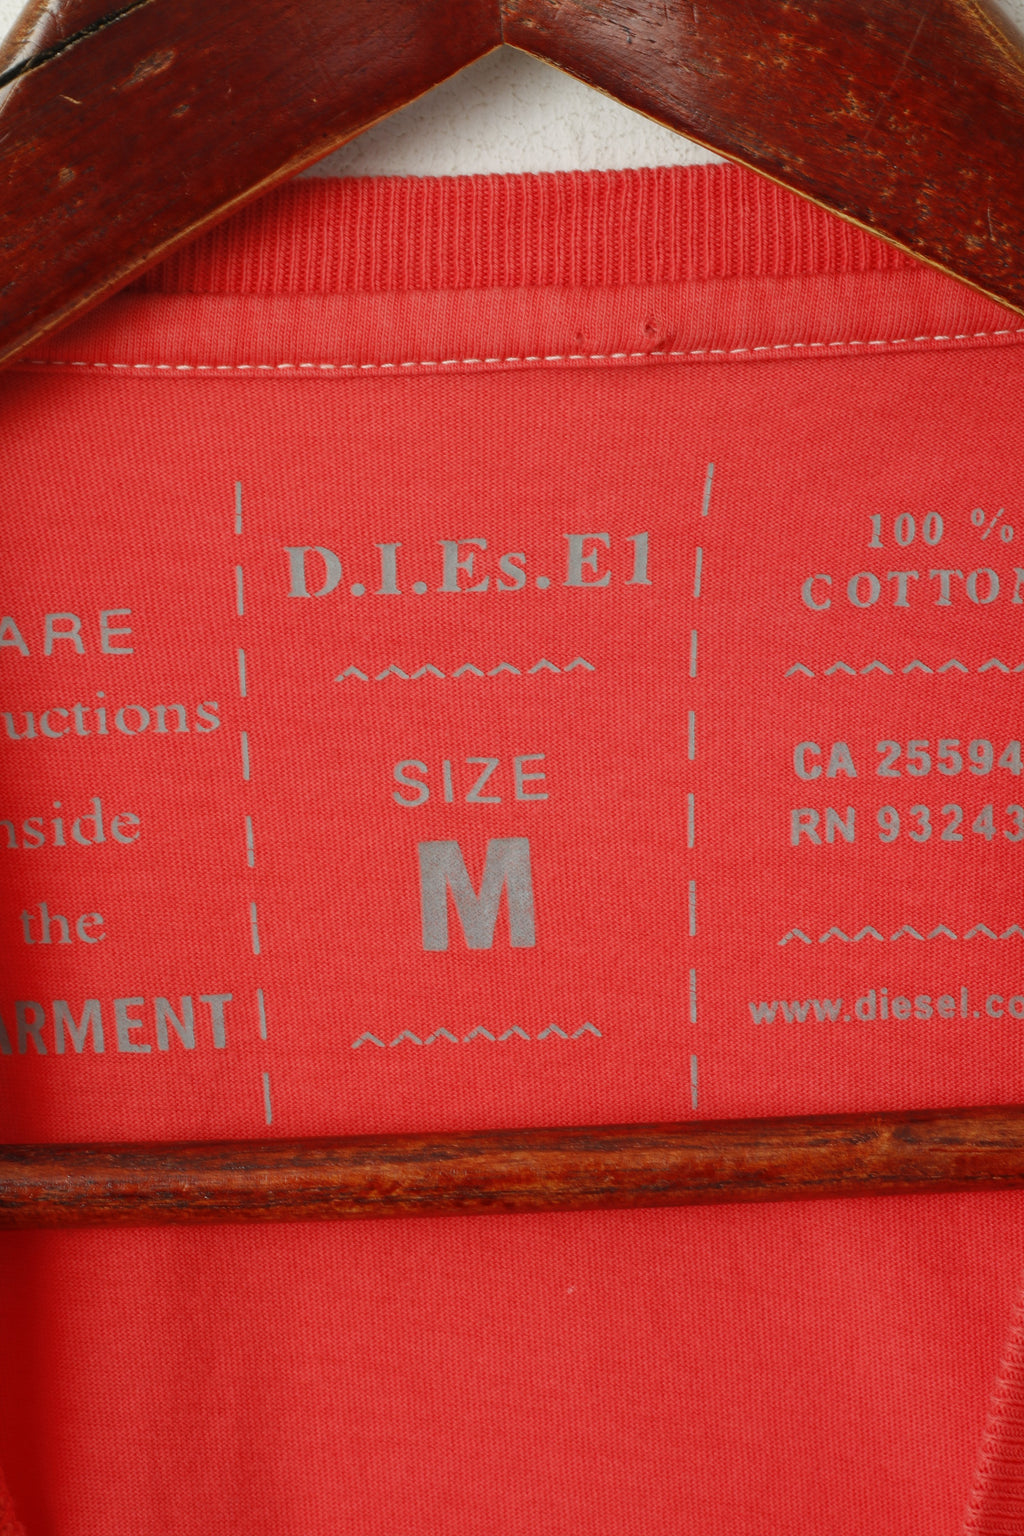 ARE
uctions
nside
the
ARMENT
D.I.Es.E1
SIZE
M
100 %
COTTON
CA 25594
RN 93243
www.diesel.co